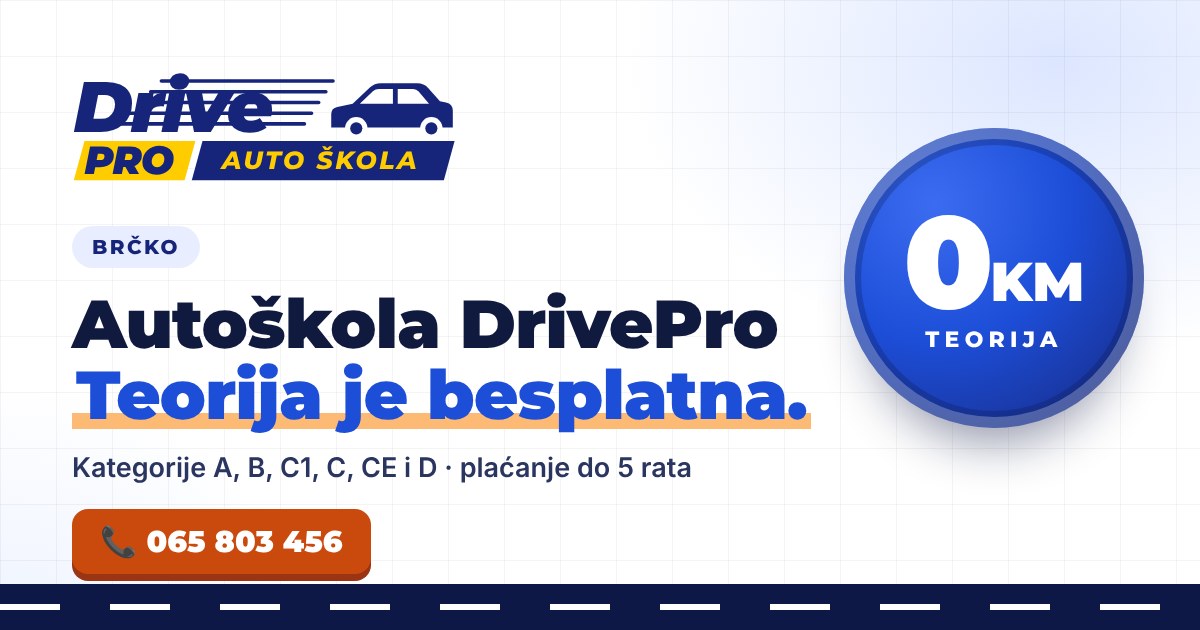 Drive
PRO AUTO ŠKOLA
BRČKO
Autoškola DrivePro
Teorija je besplatna.
Kategorije A, B, C1, C, CE i D · plaćanje do 5 rata
065 803 456
0KM
TEORIJA